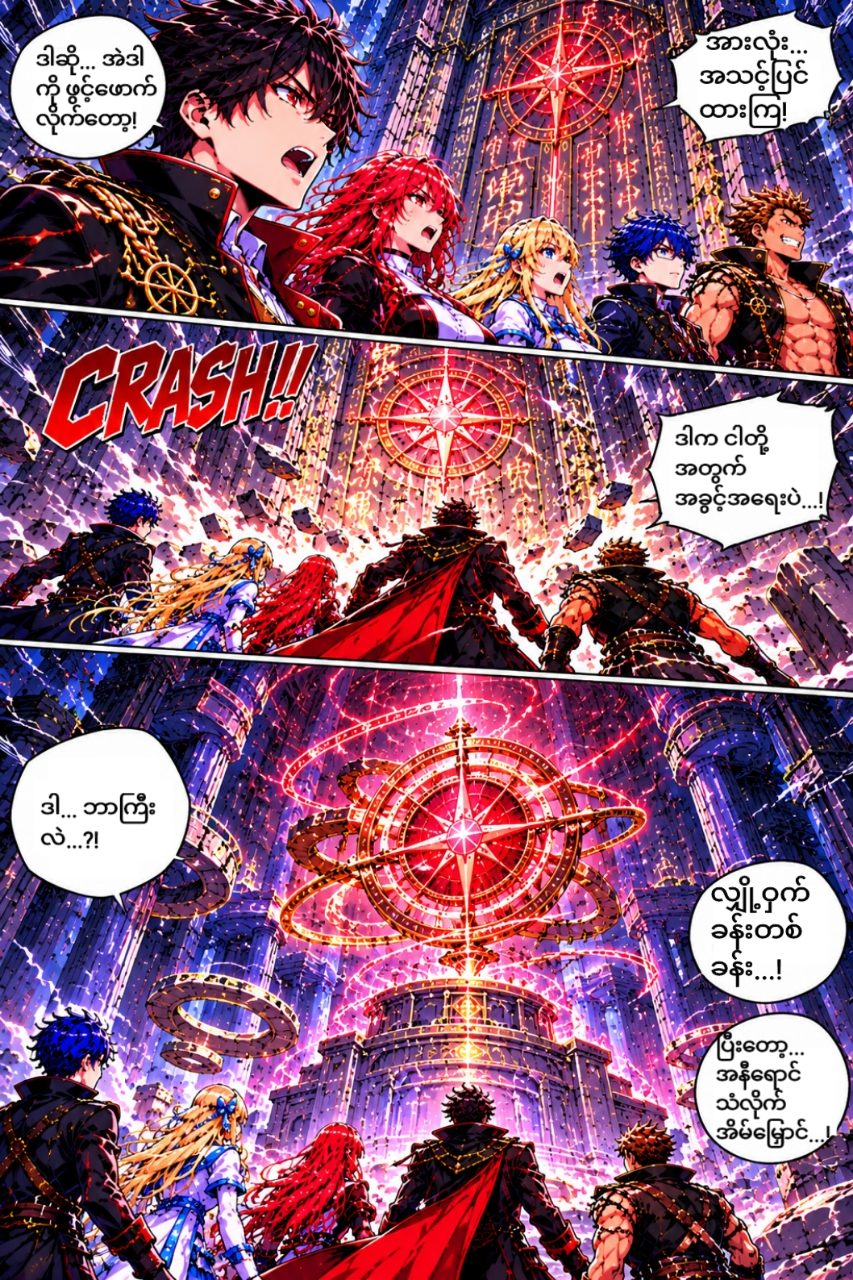 ဒါဆို... အဲဒါ
ကို ဖွင့်ဖောက်
လိုက်တော့!
အားလုံး...
အသင့်ပြင်
ထားကြ!
CRASH!!
ဒါက ငါတို့
အတွက်
အခွင့်အရေးပဲ...!
ဒါ... ဘာကြီး
လဲ...?!
လျှို့ဝှက်
ခန်းတစ်
ခန်း...!
ပြီးတော့...
အနီရောင်
သံလိုက်
အိမ်မြှောင်...!